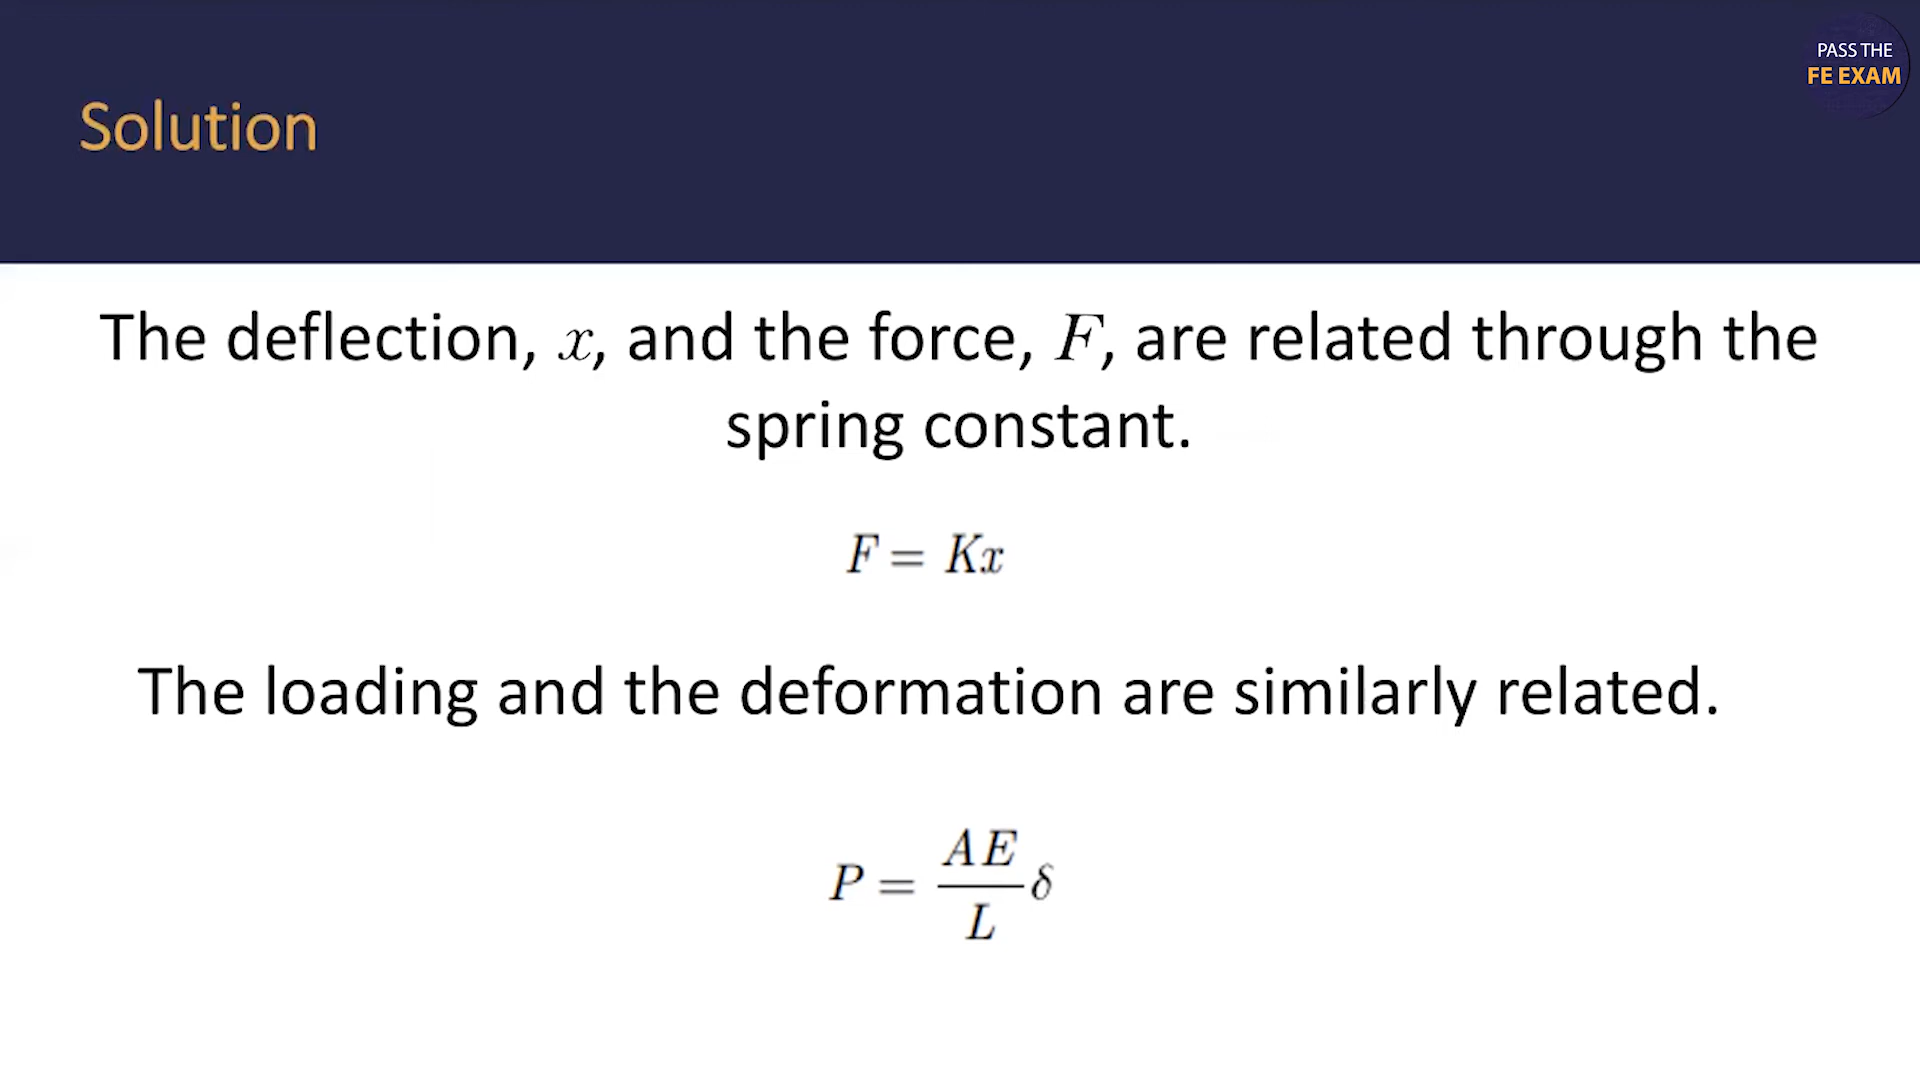 PASS THE
FE EXAM
Solution
The deflection, x, and the force, F, are related through the
spring constant.
F = Kx
The loading and the deformation are similarly related.
P = \frac{AE}{L} δ